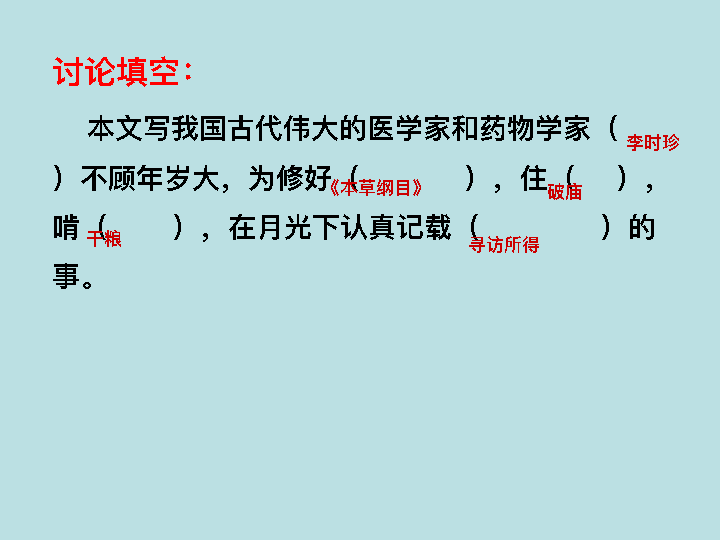 讨论填空：
本文写我国古代伟大的医学家和药物学家（李时珍
）不顾年岁大，为修好（《本草纲目》），住（破庙），
啃（干粮），在月光下认真记载（寻访所得）的
事。